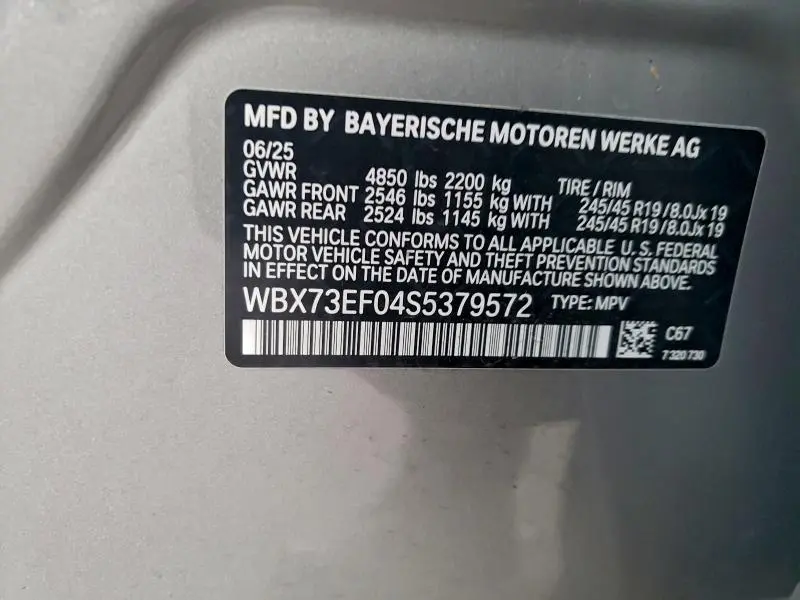 MFD BY BAYERISCHE MOTOREN WERKE AG
06/25
GVWR 4850 lbs 2200 kg TIRE / RIM
GAWR FRONT 2546 lbs 1155 kg WITH 245/45 R19 / 8.0Jx19
GAWR REAR 2524 lbs 1145 kg WITH 245/45 R19 / 8.0Jx19
THIS VEHICLE CONFORMS TO ALL APPLICABLE U.S. FEDERAL
MOTOR VEHICLE SAFETY AND THEFT PREVENTION STANDARDS
IN EFFECT ON THE DATE OF MANUFACTURE SHOWN ABOVE.
WBX73EF04S5379572 TYPE: MPV
C67
7 320 730